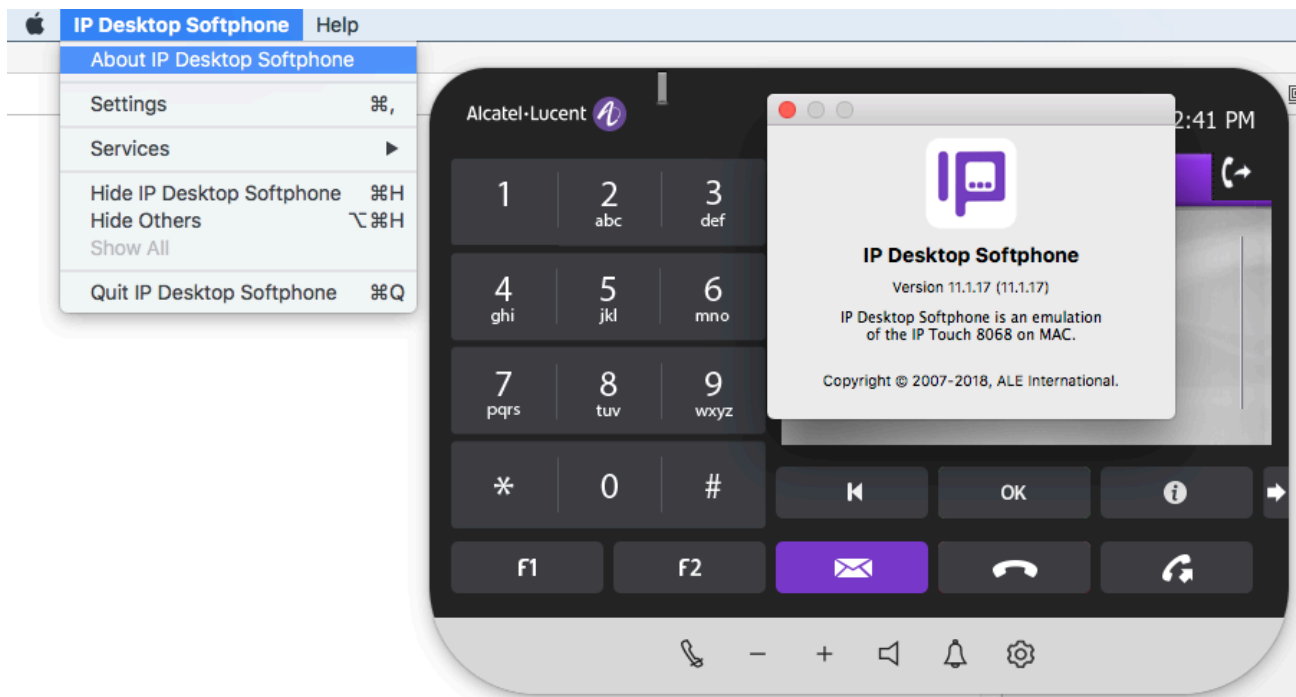 IP Desktop Softphone Help
About IP Desktop Softphone
Settings ⌘,
Services ▶
Hide IP Desktop Softphone ⌘H
Hide Others ⌥⌘H
Show All
Quit IP Desktop Softphone ⌘Q
Alcatel•Lucent
2:41 PM
1 2 3
abc def
4 5 6
ghi jkl mno
7 8 9
pqrs tuv wxyz
* 0 #
F1 F2
IP
IP Desktop Softphone
Version 11.1.17 (11.1.17)
IP Desktop Softphone is an emulation
of the IP Touch 8068 on MAC.
Copyright © 2007-2018, ALE International.
OK